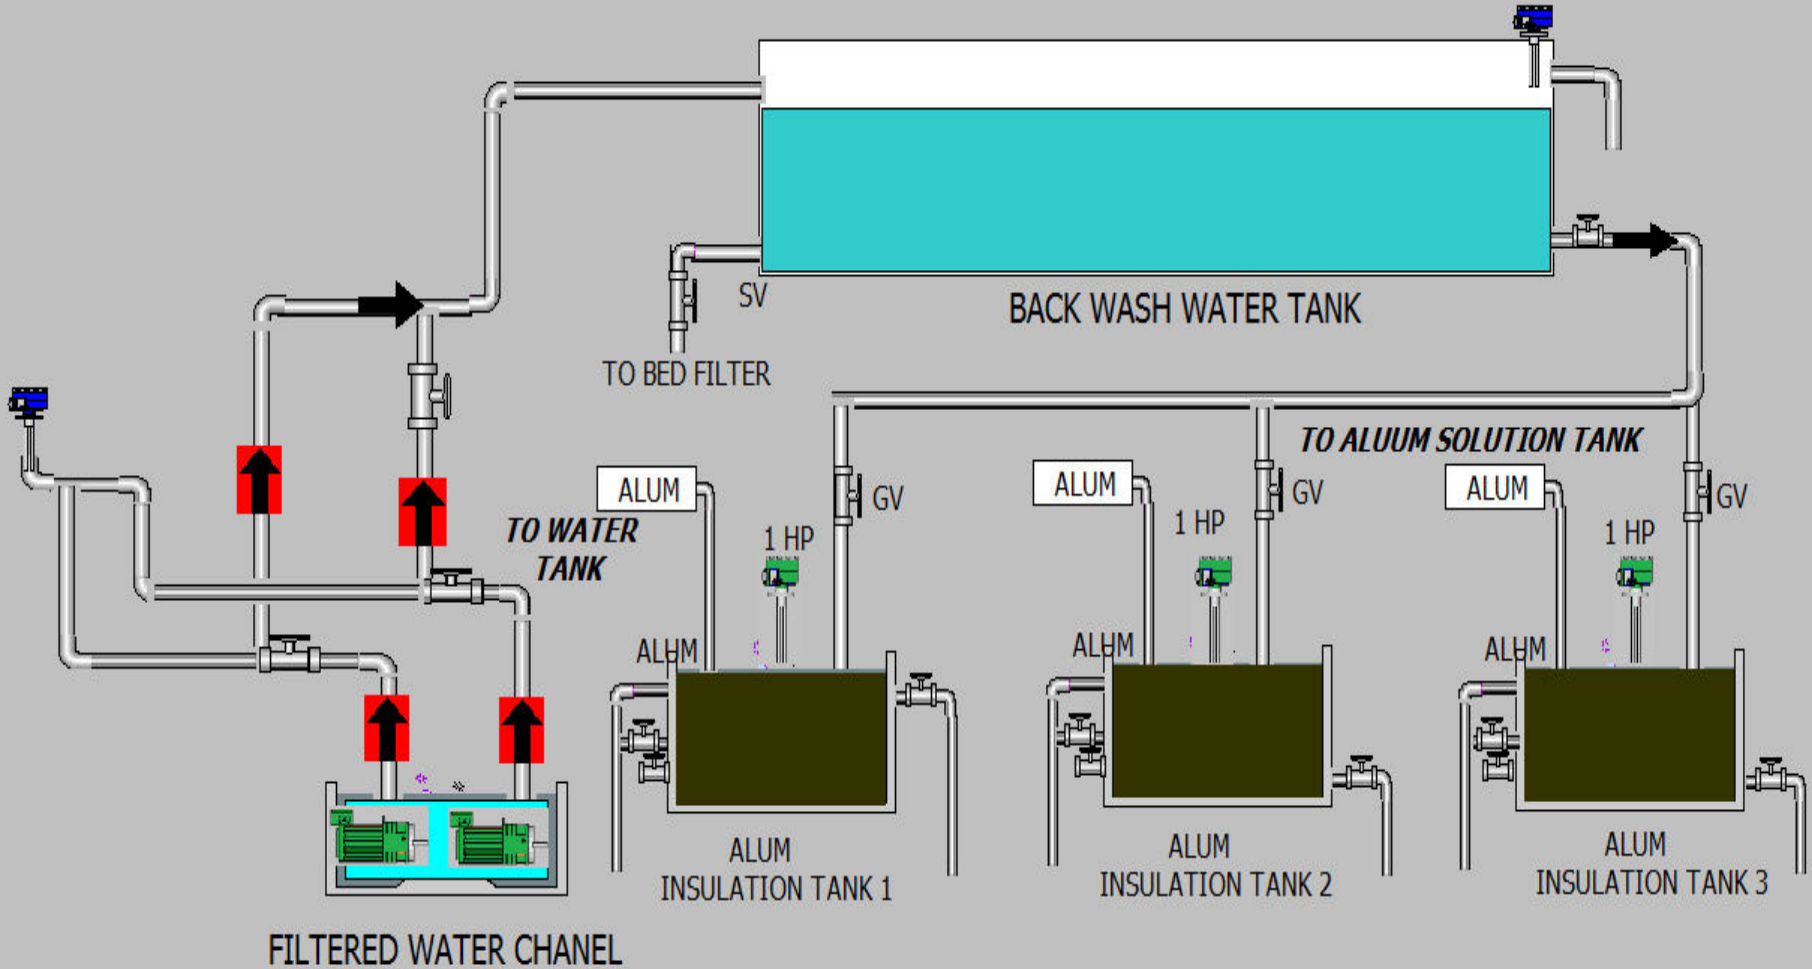 SV
BACK WASH WATER TANK
TO BED FILTER
TO ALUUM SOLUTION TANK
ALUM
GV
ALUM
GV
ALUM
GV
TO WATER
TANK
1 HP
1 HP
1 HP
ALUM
ALUM
ALUM
ALUM
INSULATION TANK 1
ALUM
INSULATION TANK 2
ALUM
INSULATION TANK 3
FILTERED WATER CHANEL